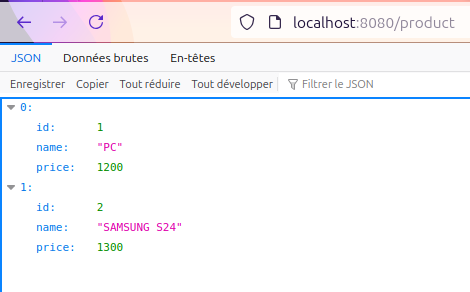 localhost:8080/product
JSON Données brutes En-têtes
Enregistrer Copier Tout réduire Tout développer Filtrer le JSON
0:
id: 1
name: "PC"
price: 1200
1:
id: 2
name: "SAMSUNG S24"
price: 1300